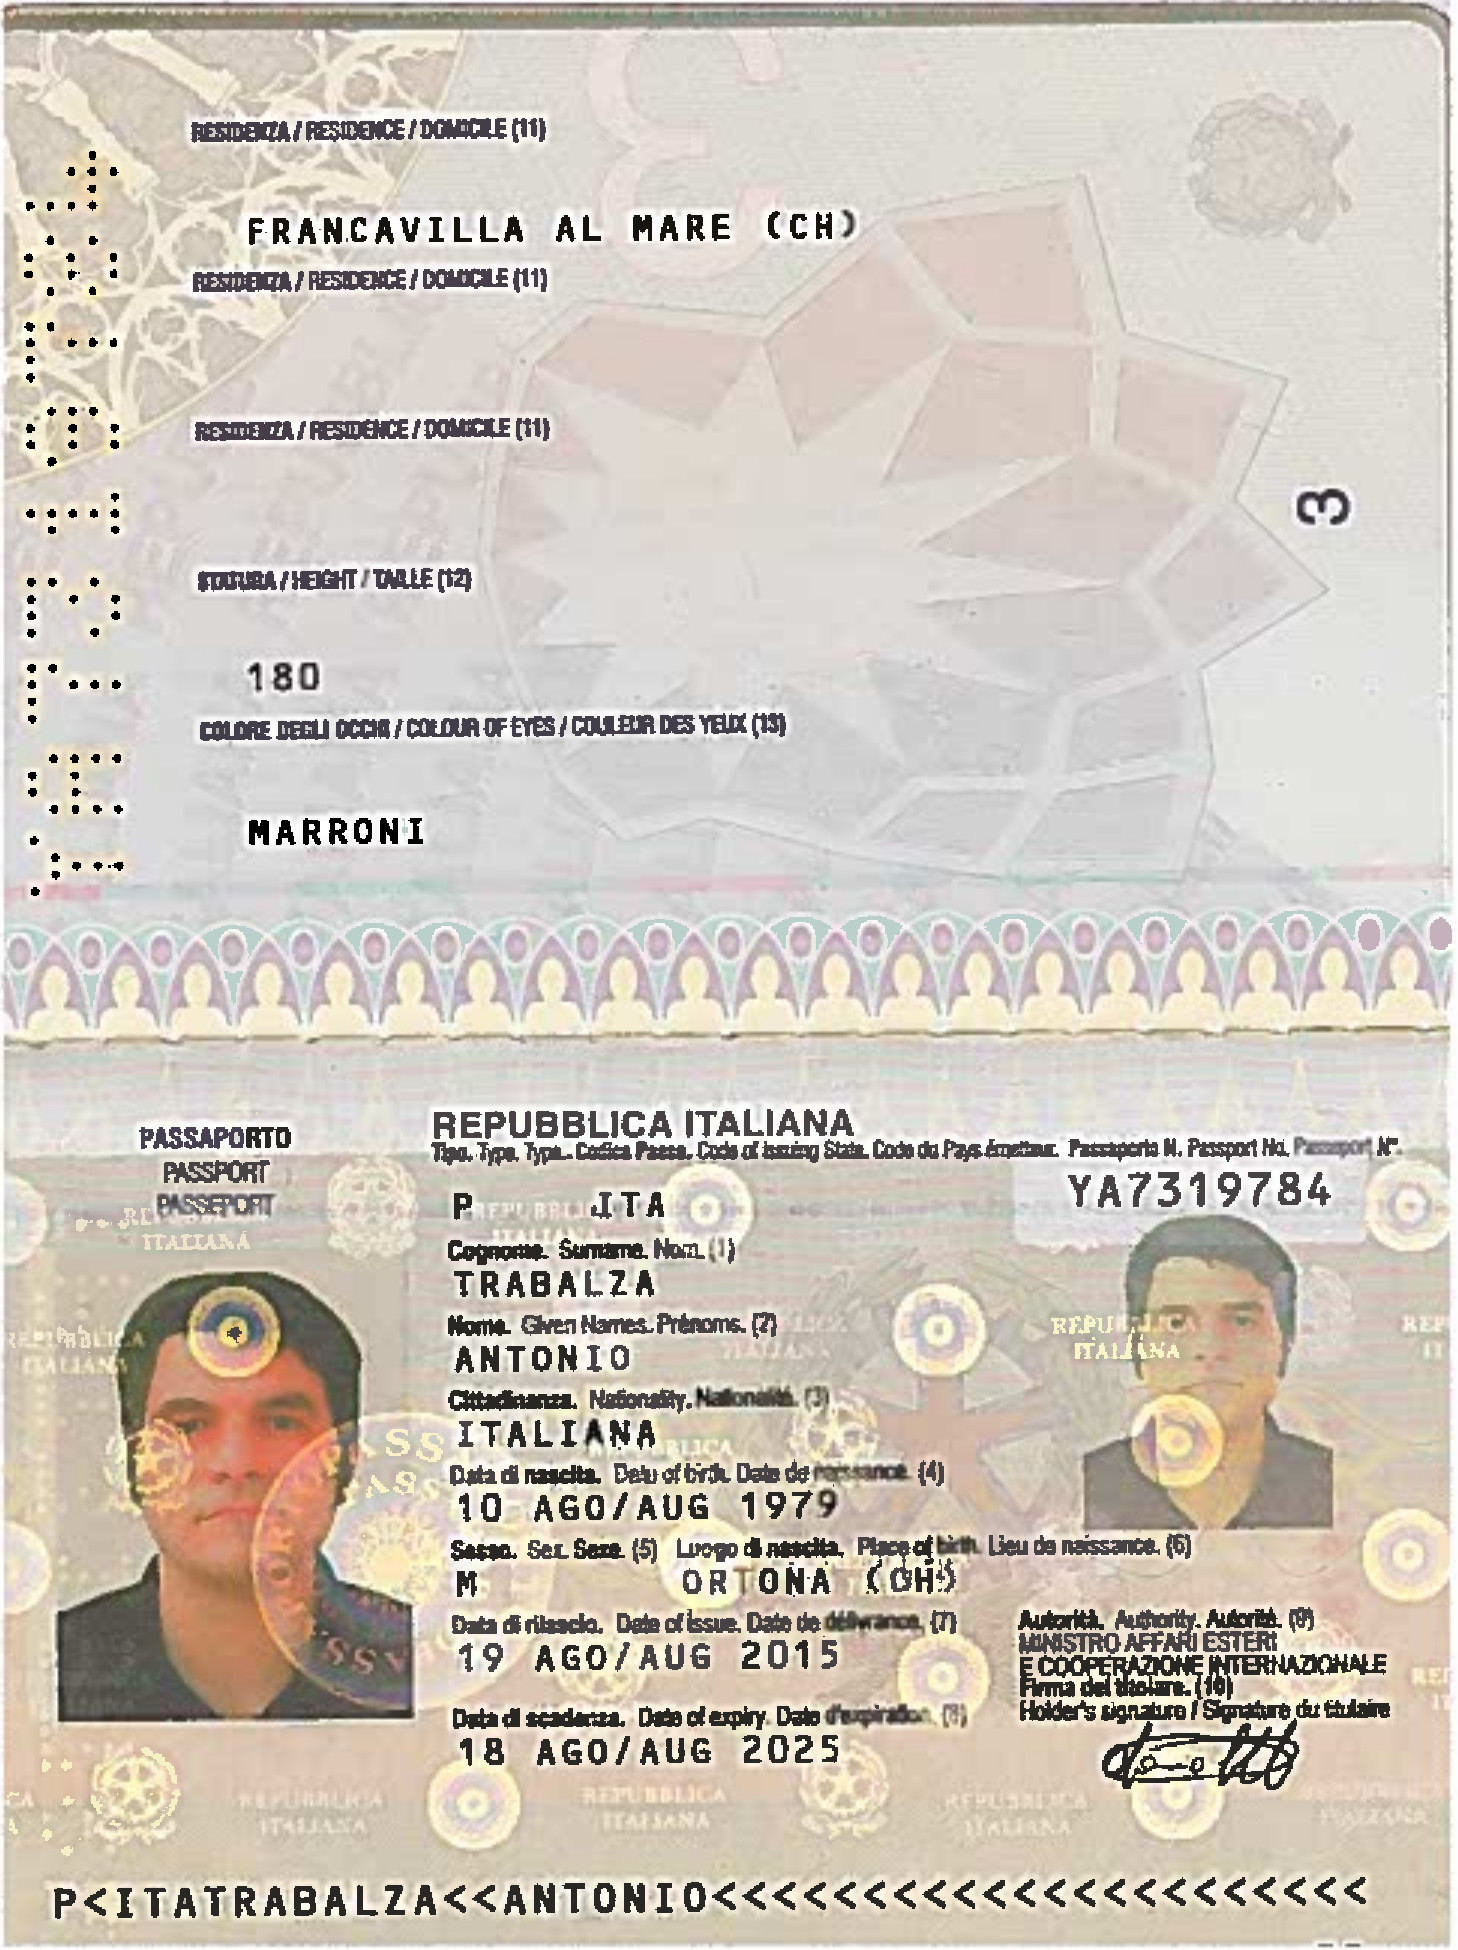 RESIDENZA / RESIDENCE / DOMICILE (11)
FRANCAVILLA AL MARE (CH)
RESIDENZA / RESIDENCE / DOMICILE (11)
RESIDENZA / RESIDENCE / DOMICILE (11)
STATURA / HEIGHT / TAILLE (12)
180
COLORE DEGLI OCCHI / COLOUR OF EYES / COULEUR DES YEUX (13)
MARRONI
3
REPUBBLICA ITALIANA
PASSAPORTO
PASSPORT
PASSEPORT
Tipo. Type. Type. Codice Paese. Code of issuing State. Code du Pays émetteur. Passaporto N. Passport No. Passeport N°.
P ITA YA7319784
Cognome. Surname. Nom. (1)
TRABALZA
Nome. Given Names. Prénoms. (2)
ANTONIO
Cittadinanza. Nationality. Nationalité. (3)
ITALIANA
Data di nascita. Date of birth. Date de naissance. (4)
10 AGO/AUG 1979
Sesso. Sex. Sexe. (5) Luogo di nascita. Place of birth. Lieu de naissance. (6)
M ORTONA (CH)
Data di rilascio. Date of issue. Date de délivrance. (7)
19 AGO/AUG 2015
Autorità. Authority. Autorité. (9)
MINISTRO AFFARI ESTERI
E COOPERAZIONE INTERNAZIONALE
Firma del titolare. (10)
Holder's signature / Signature du titulaire
Data di scadenza. Date of expiry. Date d'expiration. (8)
18 AGO/AUG 2025
REPUBBLICA
ITALIANA
P<ITATRABALZA<<ANTONIO<<<<<<<<<<<<<<<<<<<<<<